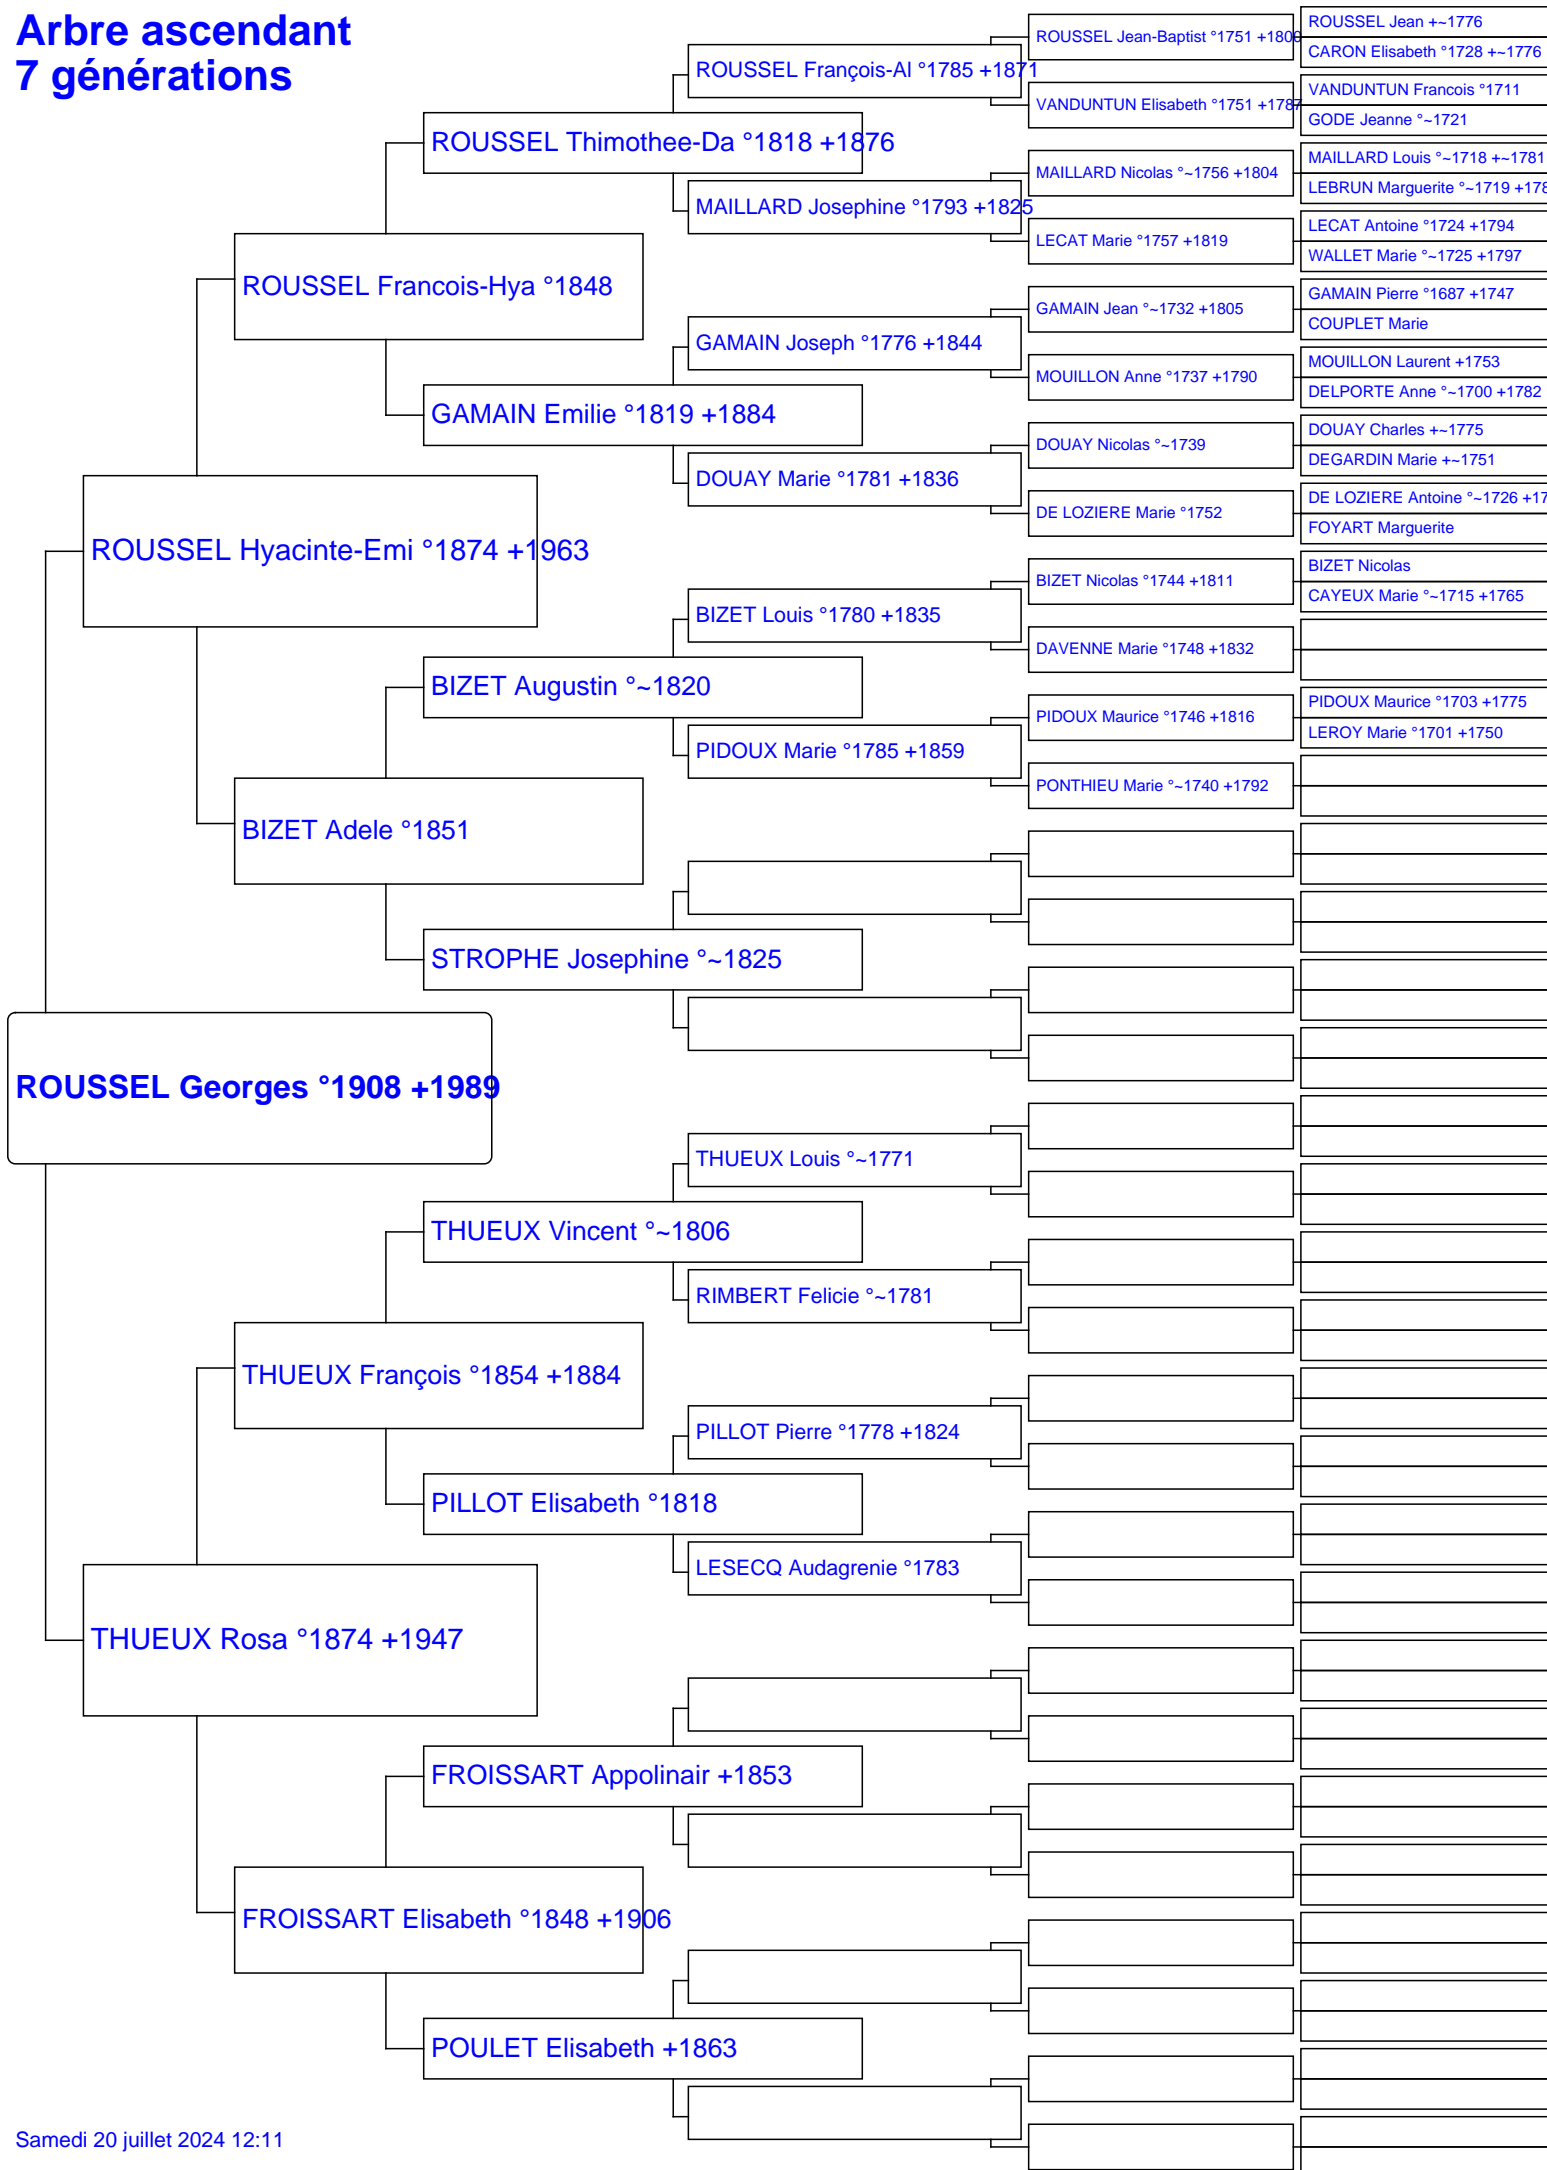 Arbre ascendant
7 générations
ROUSSEL Jean +~1776
ROUSSEL Jean-Baptist °1751
CARON Elisabeth °1728 +~1776
ROUSSEL François-Al °1785 +1871
VANDUNTUN Francois °1711
VANDUNTUN Elisabeth °1751 +1787
GODE Jeanne °~1721
ROUSSEL Thimothee-Da °1818 +1876
MAILLARD Louis °~1718 +~1781
MAILLARD Nicolas °~1756 +1804
LEBRUN Marguerite °~1719
MAILLARD Josephine °1793 +1825
LECAT Antoine °1724 +1794
LECAT Marie °1757 +1819
WALLET Marie °~1725 +1797
ROUSSEL Francois-Hya °1848
GAMAIN Pierre °1687 +1747
GAMAIN Jean °~1732 +1805
COUPLET Marie
GAMAIN Joseph °1776 +1844
MOUILLON Laurent +1753
MOUILLON Anne °1737 +1790
DELPORTE Anne °~1700 +1782
GAMAIN Emilie °1819 +1884
DOUAY Charles +~1775
DOUAY Nicolas °~1739
DEGARDIN Marie +~1751
DOUAY Marie °1781 +1836
DE LOZIERE Antoine °~1726
DE LOZIERE Marie °1752
FOYART Marguerite
ROUSSEL Hyacinte-Emi °1874 +1963
BIZET Nicolas
BIZET Nicolas °1744 +1811
CAYEUX Marie °~1715 +1765
BIZET Louis °1780 +1835
DAVENNE Marie °1748 +1832
BIZET Augustin °~1820
PIDOUX Maurice °1703 +1775
PIDOUX Maurice °1746 +1816
LEROY Marie °1701 +1750
PIDOUX Marie °1785 +1859
PONTHIEU Marie °~1740 +1792
BIZET Adele °1851
STROPHE Josephine °~1825
ROUSSEL Georges °1908 +1989
THUEUX Louis °~1771
THUEUX Vincent °~1806
RIMBERT Felicie °~1781
THUEUX François °1854 +1884
PILLOT Pierre °1778 +1824
PILLOT Elisabeth °1818
LESECQ Audagrenie °1783
THUEUX Rosa °1874 +1947
FROISSART Appolinair +1853
FROISSART Elisabeth °1848 +1906
POULET Elisabeth +1863
Samedi 20 juillet 2024 12:11